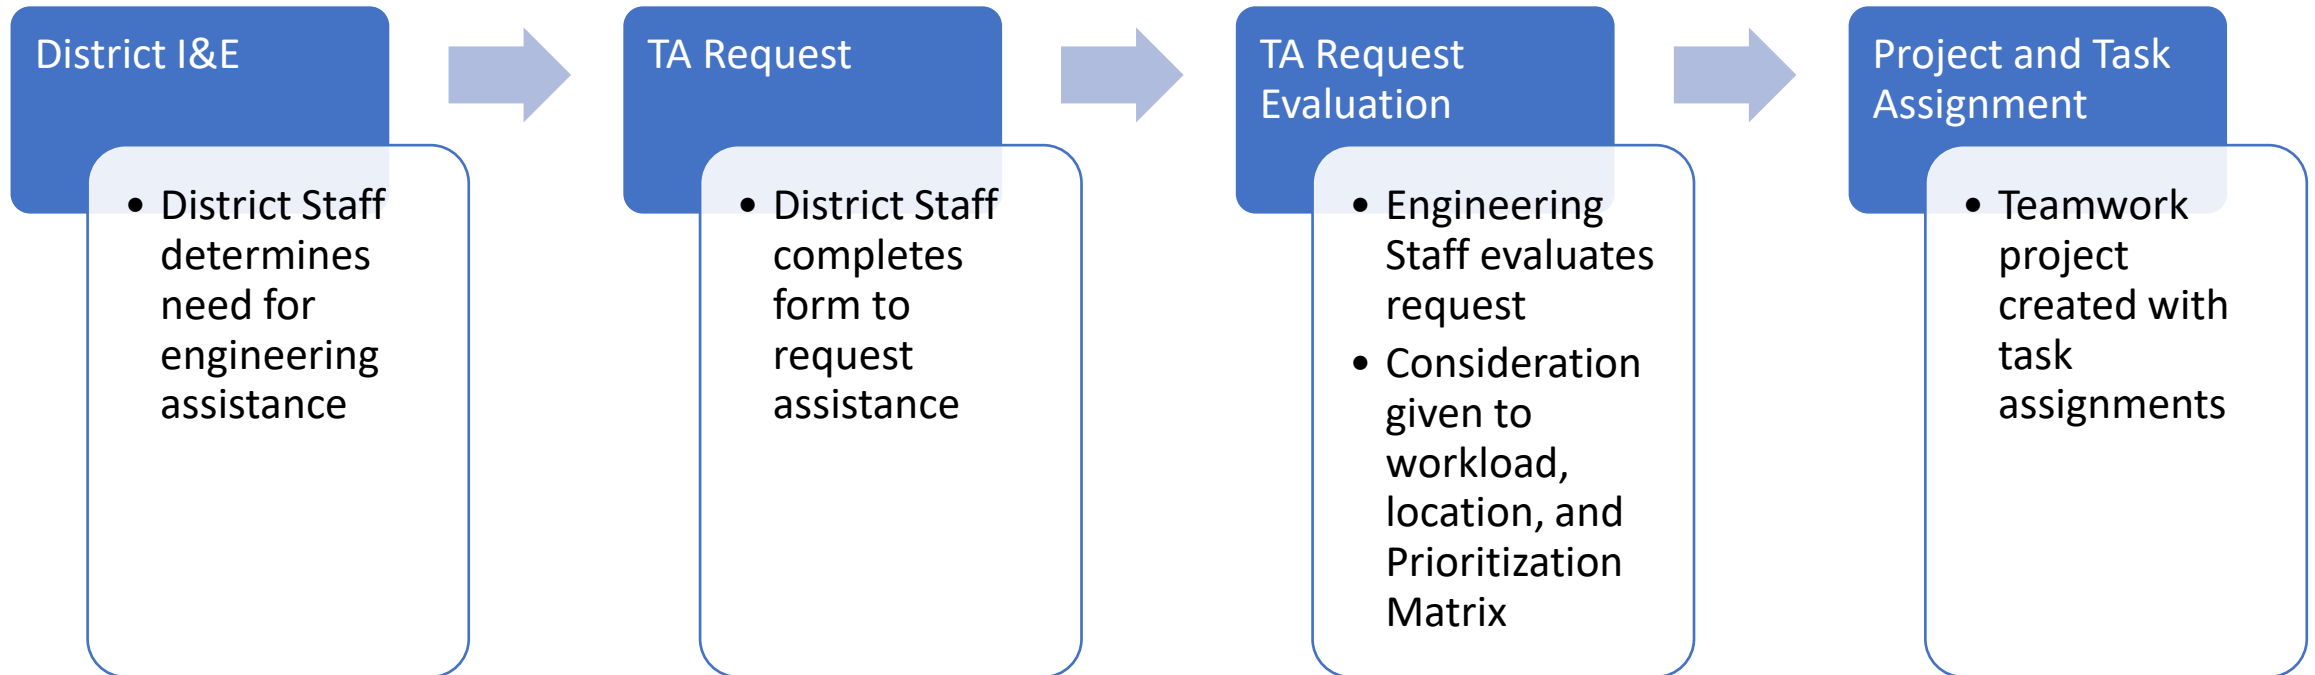 District I&E
• District Staff
determines
need for
engineering
assistance
TA Request
• District Staff
completes
form to
request
assistance
TA Request
Evaluation
• Engineering
Staff evaluates
request
• Consideration
given to
workload,
location, and
Prioritization
Matrix
Project and Task
Assignment
• Teamwork
project
created with
task
assignments